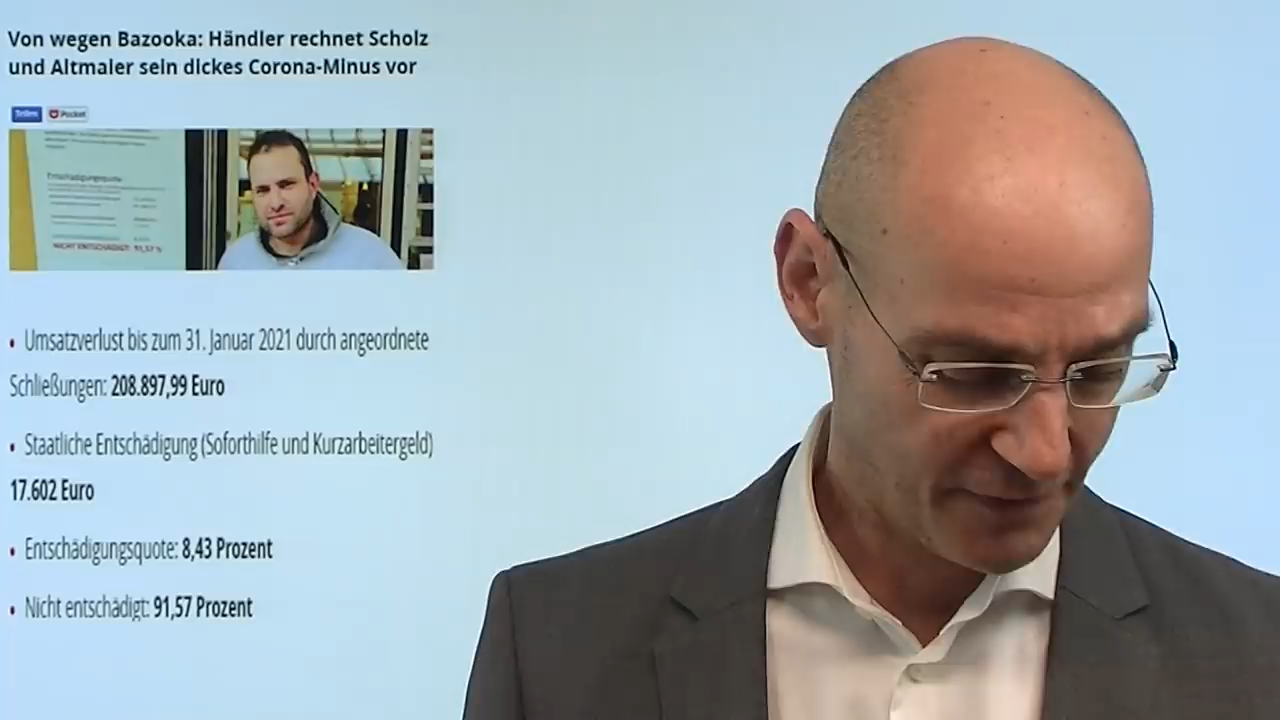 Von wegen Bazooka: Händler rechnet Scholz
und Altmaier sein dickes Corona-Minus vor
Teilen
Pocket
Entschädigungsquote
NICHT ENTSCHÄDIGT: 91,57 %
• Umsatzverlust bis zum 31. Januar 2021 durch angeordnete
Schließungen: 208.897,99 Euro
• Staatliche Entschädigung (Soforthilfe und Kurzarbeitergeld)
17.602 Euro
• Entschädigungsquote: 8,43 Prozent
• Nicht entschädigt: 91,57 Prozent